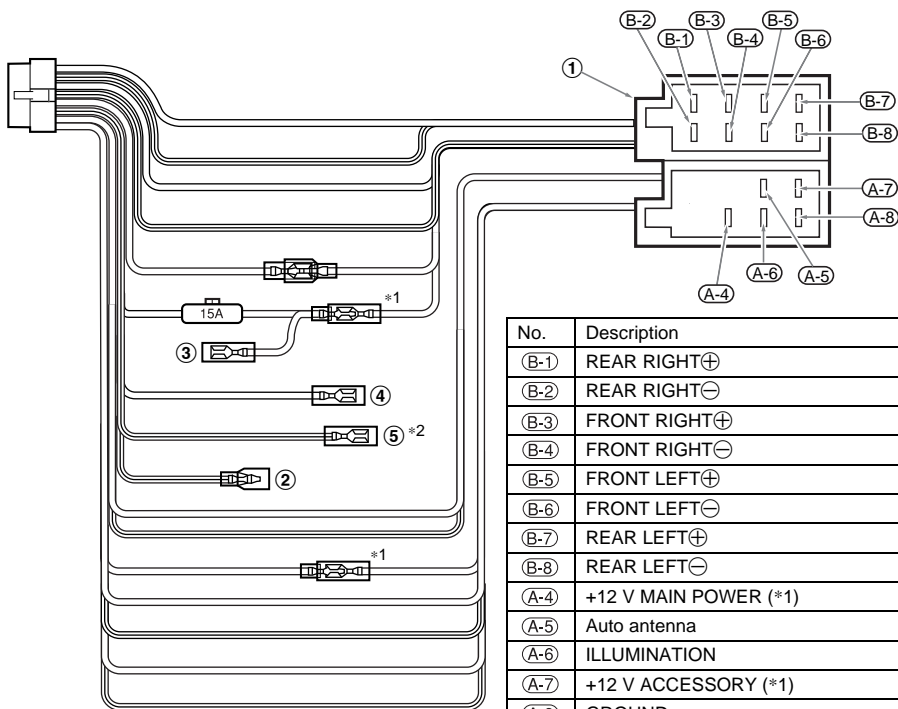 B-2 B-3 B-5
B-1 B-4 B-6
1
B-7
B-8
A-7
A-8
A-6 A-5
A-4
*1
15A
3
4
5 *2
2
*1
No. Description
B-1 REAR RIGHT⊕
B-2 REAR RIGHT⊖
B-3 FRONT RIGHT⊕
B-4 FRONT RIGHT⊖
B-5 FRONT LEFT⊕
B-6 FRONT LEFT⊖
B-7 REAR LEFT⊕
B-8 REAR LEFT⊖
A-4 +12 V MAIN POWER (*1)
A-5 Auto antenna
A-6 ILLUMINATION
A-7 +12 V ACCESSORY (*1)
A-8 GROUND